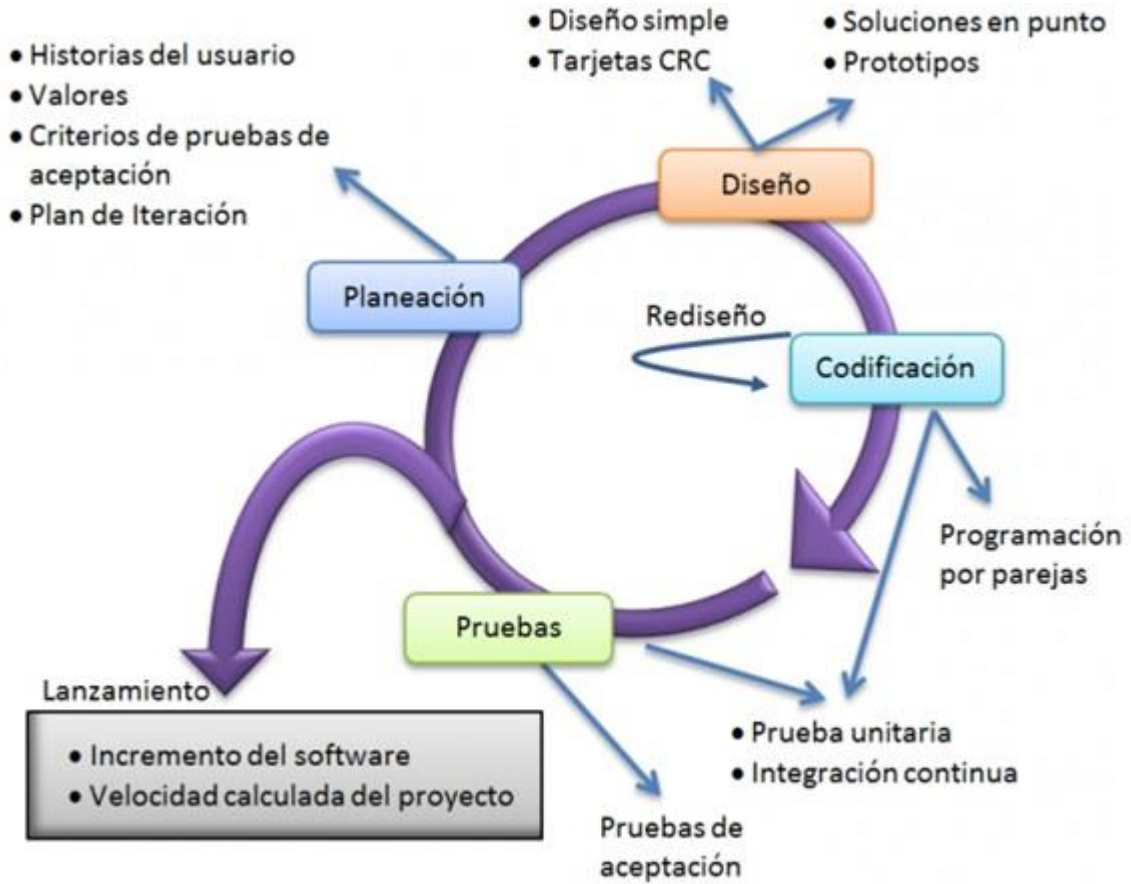 • Historias del usuario
• Valores
• Criterios de pruebas de
aceptación
• Plan de Iteración
• Diseño simple
• Tarjetas CRC
• Soluciones en punto
• Prototipos
Diseño
Planeación
Rediseño
Codificación
Programación
por parejas
Pruebas
Lanzamiento
• Incremento del software
• Velocidad calculada del proyecto
• Prueba unitaria
• Integración continua
Pruebas de
aceptación